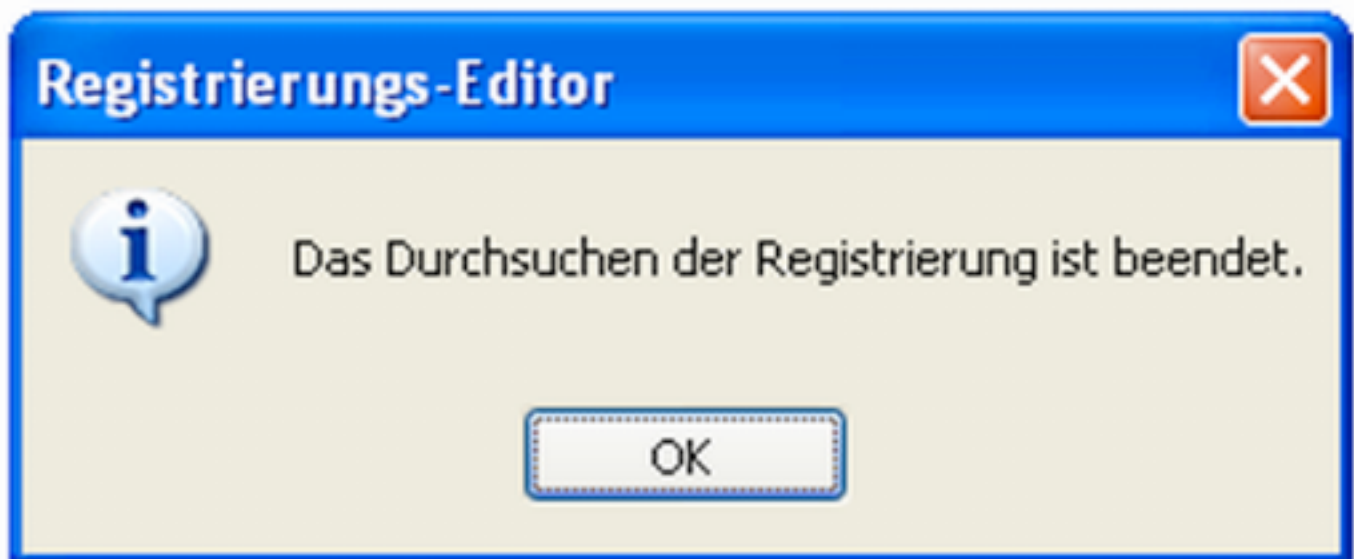 Registrierungs-Editor
Das Durchsuchen der Registrierung ist beendet.
OK